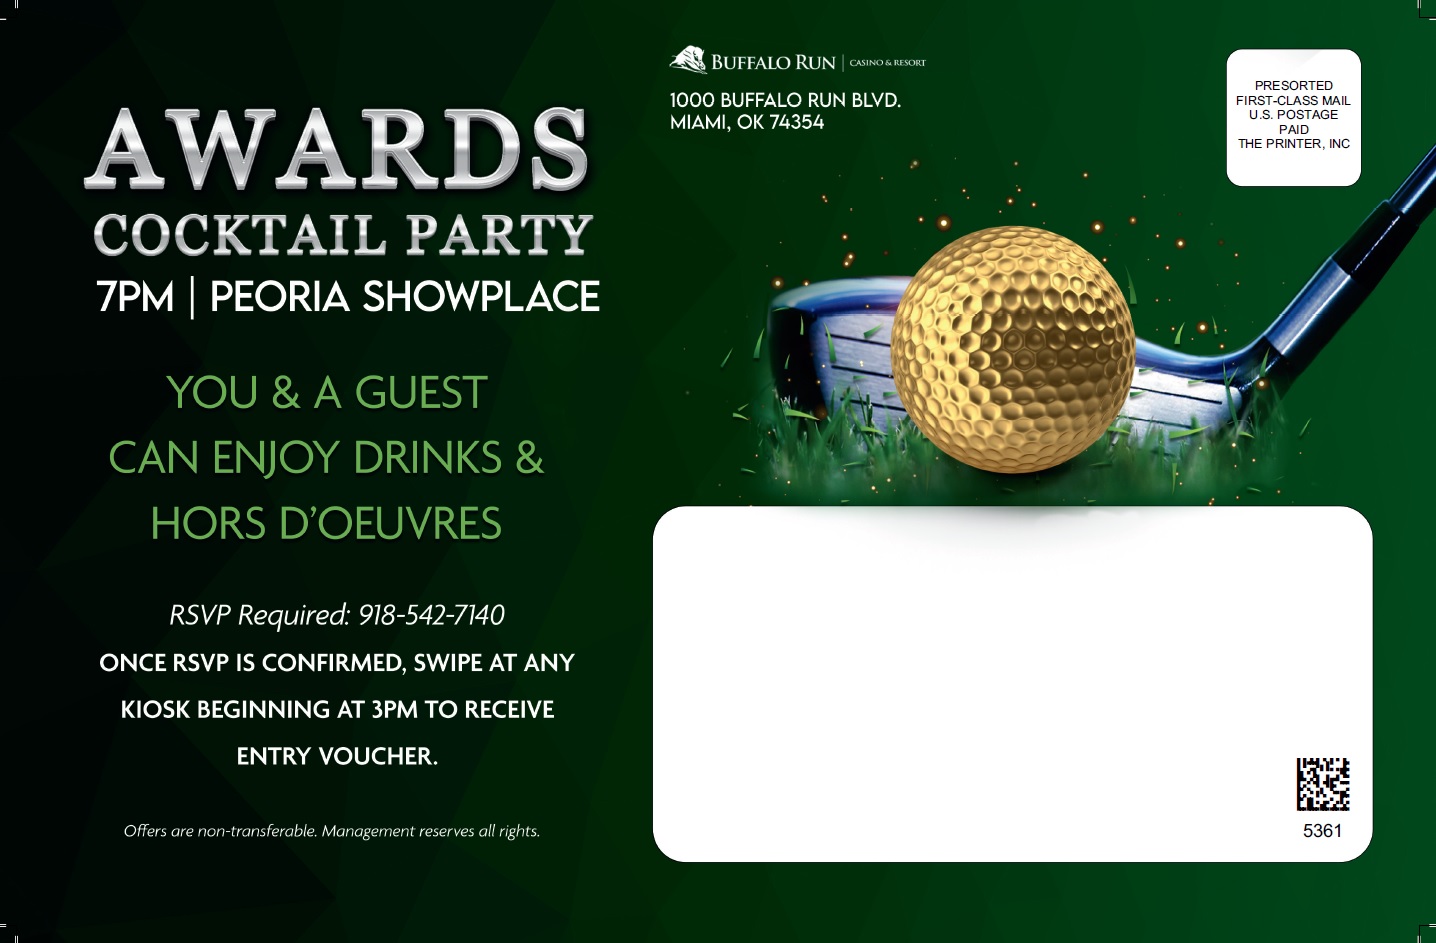 AWARDS
COCKTAIL PARTY
7PM | PEORIA SHOWPLACE
YOU & A GUEST
CAN ENJOY DRINKS &
HORS D’OEUVRES
RSVP Required: 918-542-7140
ONCE RSVP IS CONFIRMED, SWIPE AT ANY
KIOSK BEGINNING AT 3PM TO RECEIVE
ENTRY VOUCHER.
Offers are non-transferable. Management reserves all rights.
BUFFALO RUN | CASINO & RESORT
1000 BUFFALO RUN BLVD.
MIAMI, OK 74354
PRESORTED
FIRST-CLASS MAIL
U.S. POSTAGE
PAID
THE PRINTER, INC
5361